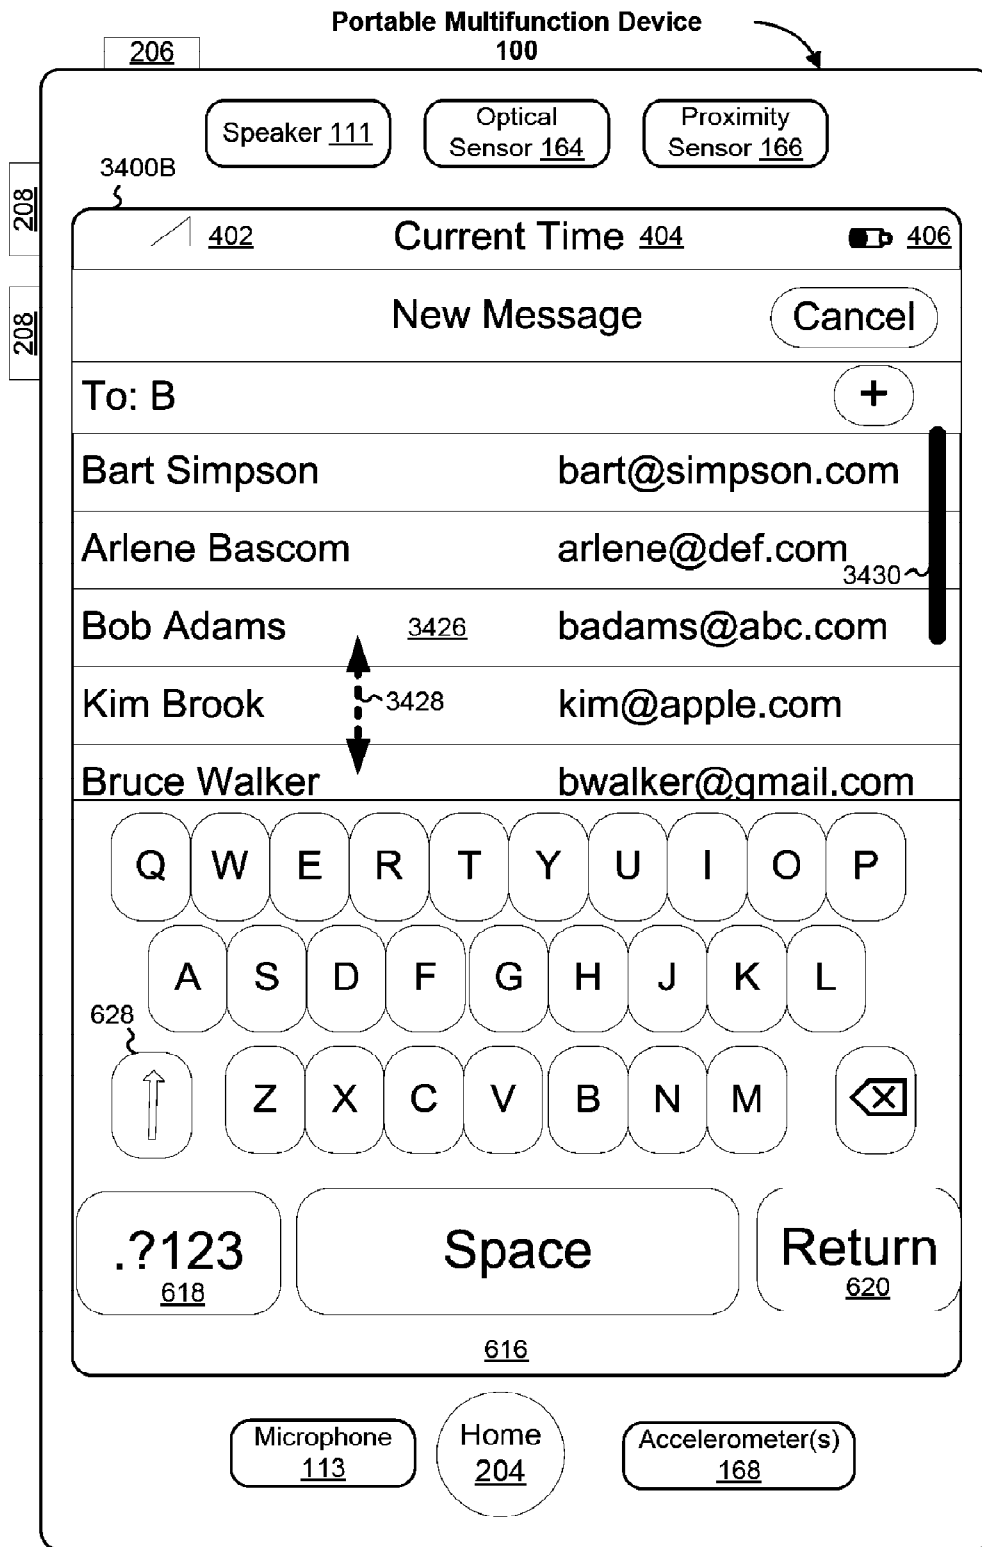 Portable Multifunction Device
100
206
Speaker 111
Optical
Sensor 164
Proximity
Sensor 166
3400B
208
208
402 Current Time 404 406
New Message Cancel
To: B +
Bart Simpson bart@simpson.com
Arlene Bascom arlene@def.com
3430
Bob Adams 3426 badams@abc.com
3428
Kim Brook kim@apple.com
Bruce Walker bwalker@gmail.com
Q W E R T Y U I O P
A S D F G H J K L
628
Z X C V B N M
.?123
618
Space
Return
620
616
Microphone
113
Home
204
Accelerometer(s)
168